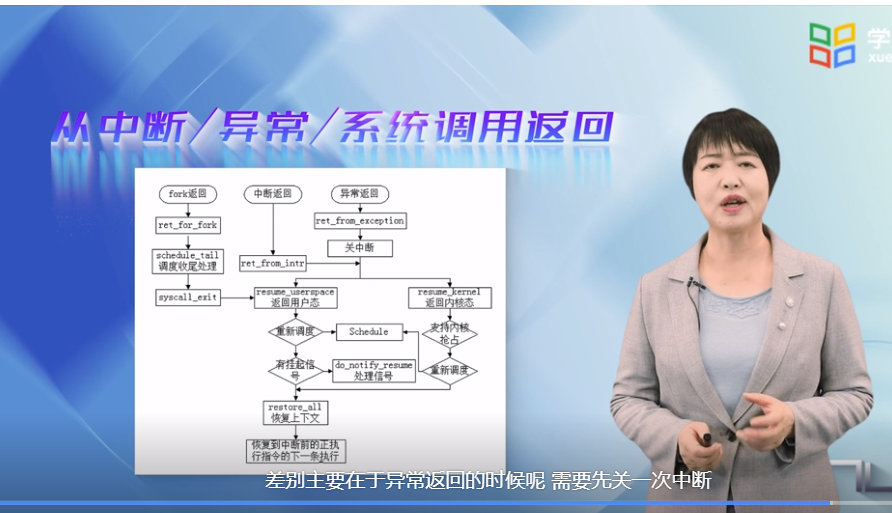 学
xue
从中断/异常/系统调用返回
fork返回
中断返回
异常返回
ret_for_fork
ret_from_exception
关中断
schedule_tail
调度收尾处理
ret_from_intr
syscall_exit
resume_userspace
返回用户态
resume_kernel
返回内核态
重新调度
Schedule
支持内核
抢占
有挂起信
号
do_notify_resume
处理信号
重新调度
restore_all
恢复上下文
恢复到中断前的正执
行指令的下一条执行
差别主要在于异常返回的时候呢 需要先关一次中断